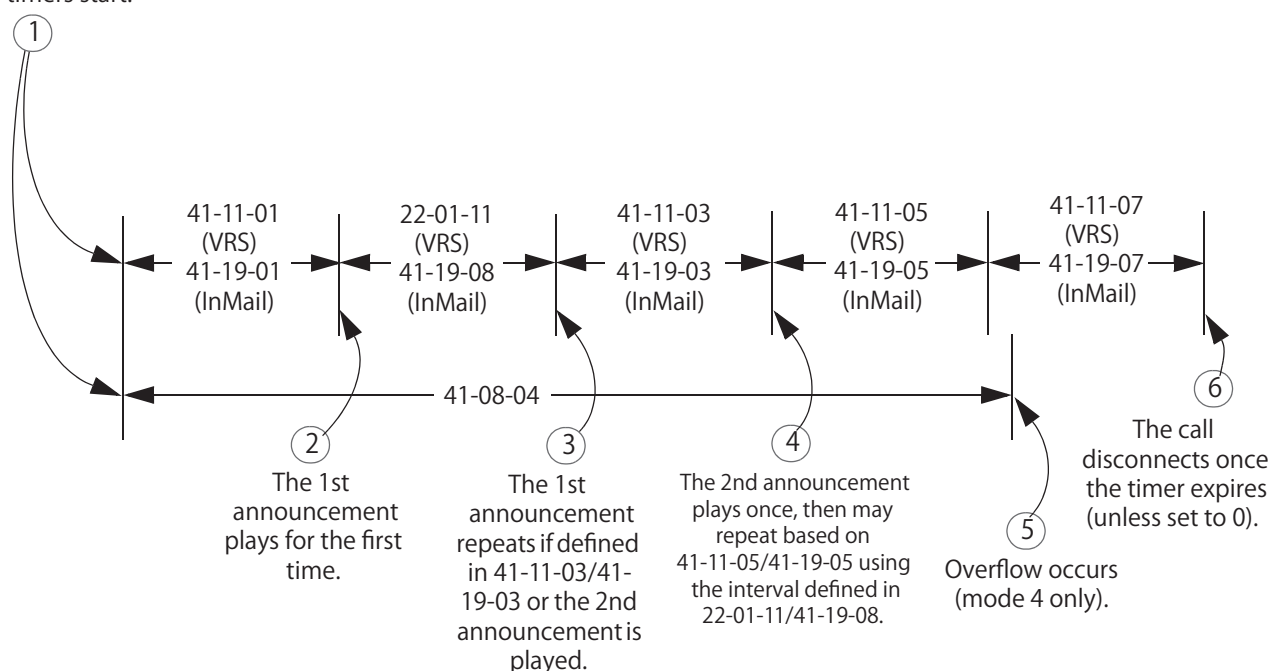 timers start.
1
41-11-01
(VRS)
41-19-01
(InMail)
22-01-11
(VRS)
41-19-08
(InMail)
41-11-03
(VRS)
41-19-03
(InMail)
41-11-05
(VRS)
41-19-05
(InMail)
41-11-07
(VRS)
41-19-07
(InMail)
41-08-04
2
The 1st
announcement
plays for the first
time.
3
The 1st
announcement
repeats if defined
in 41-11-03/41-
19-03 or the 2nd
announcement is
played.
4
The 2nd announcement
plays once, then may
repeat based on
41-11-05/41-19-05 using
the interval defined in
22-01-11/41-19-08.
5
Overflow occurs
(mode 4 only).
6
The call
disconnects once
the timer expires
(unless set to 0).